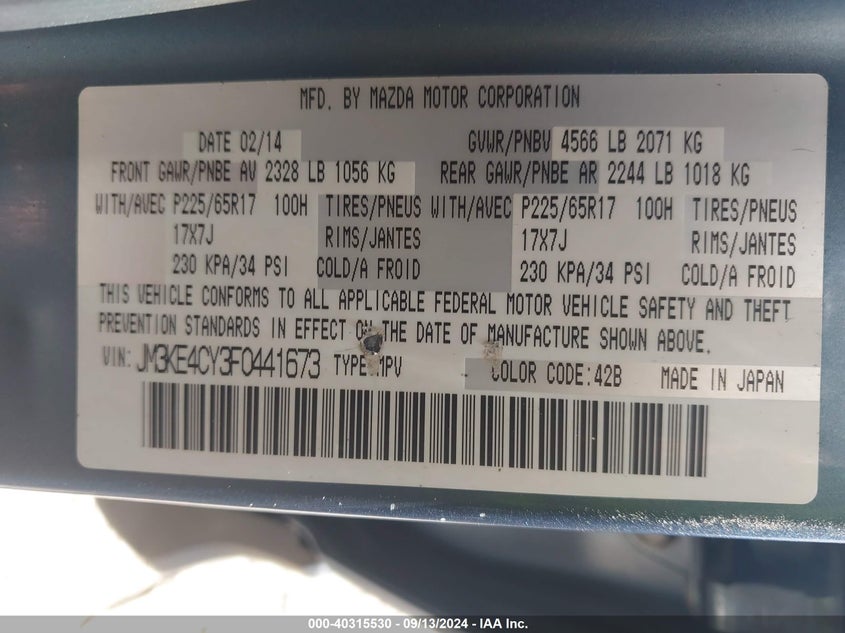 MFD. BY MAZDA MOTOR CORPORATION
DATE 02/14 GVWR/PNBV 4566 LB 2071 KG
FRONT GAWR/PNBE AV 2328 LB 1056 KG REAR GAWR/PNBE AR 2244 LB 1018 KG
WITH/AVEC P225/65R17 100H TIRES/PNEUS WITH/AVEC P225/65R17 100H TIRES/PNEUS
17X7J RIMS/JANTES 17X7J RIMS/JANTES
230 KPA/34 PSI COLD/A FROID 230 KPA/34 PSI COLD/A FROID
THIS VEHICLE CONFORMS TO ALL APPLICABLE FEDERAL MOTOR VEHICLE SAFETY AND THEFT
PREVENTION STANDARDS IN EFFECT ON THE DATE OF MANUFACTURE SHOWN ABOVE.
VIN: JM3KE4CY3F0441673 TYPE:MPV COLOR CODE:42B MADE IN JAPAN
000-40315530 - 09/13/2024 - IAA Inc.